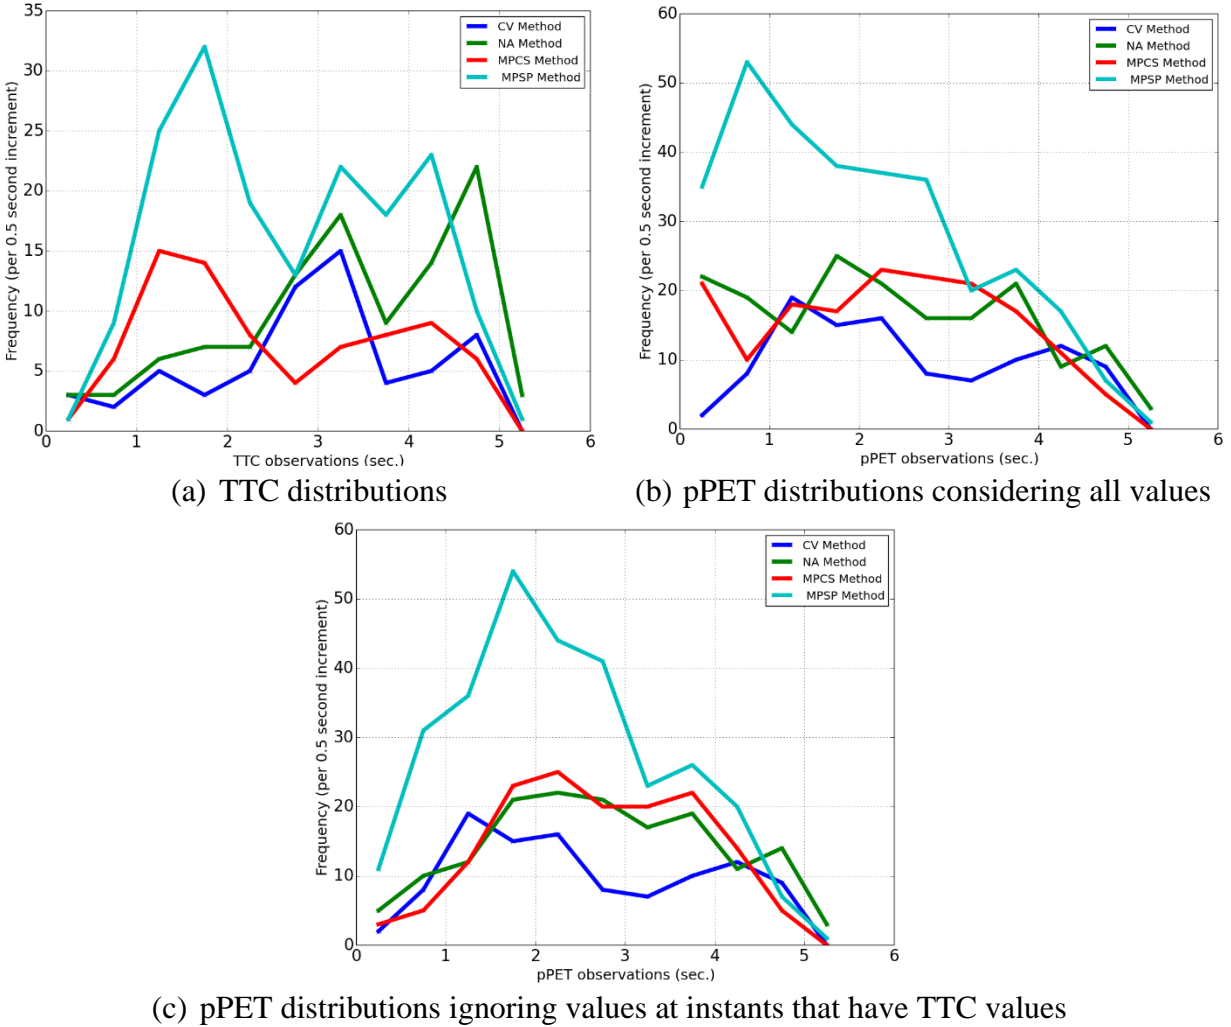 35
30
25
20
15
10
5
0
Frequency (per 0.5 second increment)
CV Method
NA Method
MPCS Method
MPSP Method
0 1 2 3 4 5 6
TTC observations (sec.)
(a) TTC distributions
60
50
40
30
20
10
0
Frequency (per 0.5 second increment)
CV Method
NA Method
MPCS Method
MPSP Method
0 1 2 3 4 5 6
pPET observations (sec.)
(b) pPET distributions considering all values
60
50
40
30
20
10
0
Frequency (per 0.5 second increment)
CV Method
NA Method
MPCS Method
MPSP Method
0 1 2 3 4 5 6
pPET observations (sec.)
(c) pPET distributions ignoring values at instants that have TTC values